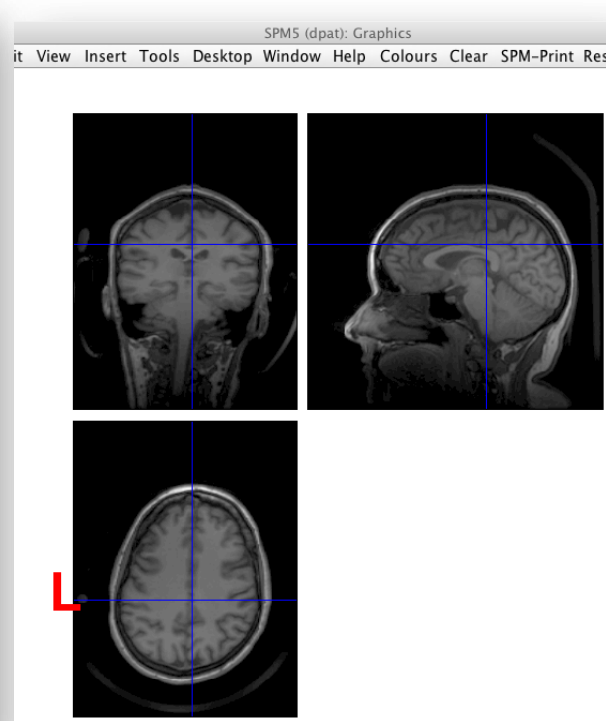 SPM5 (dpat): Graphics
it View Insert Tools Desktop Window Help Colours Clear SPM-Print Res
L